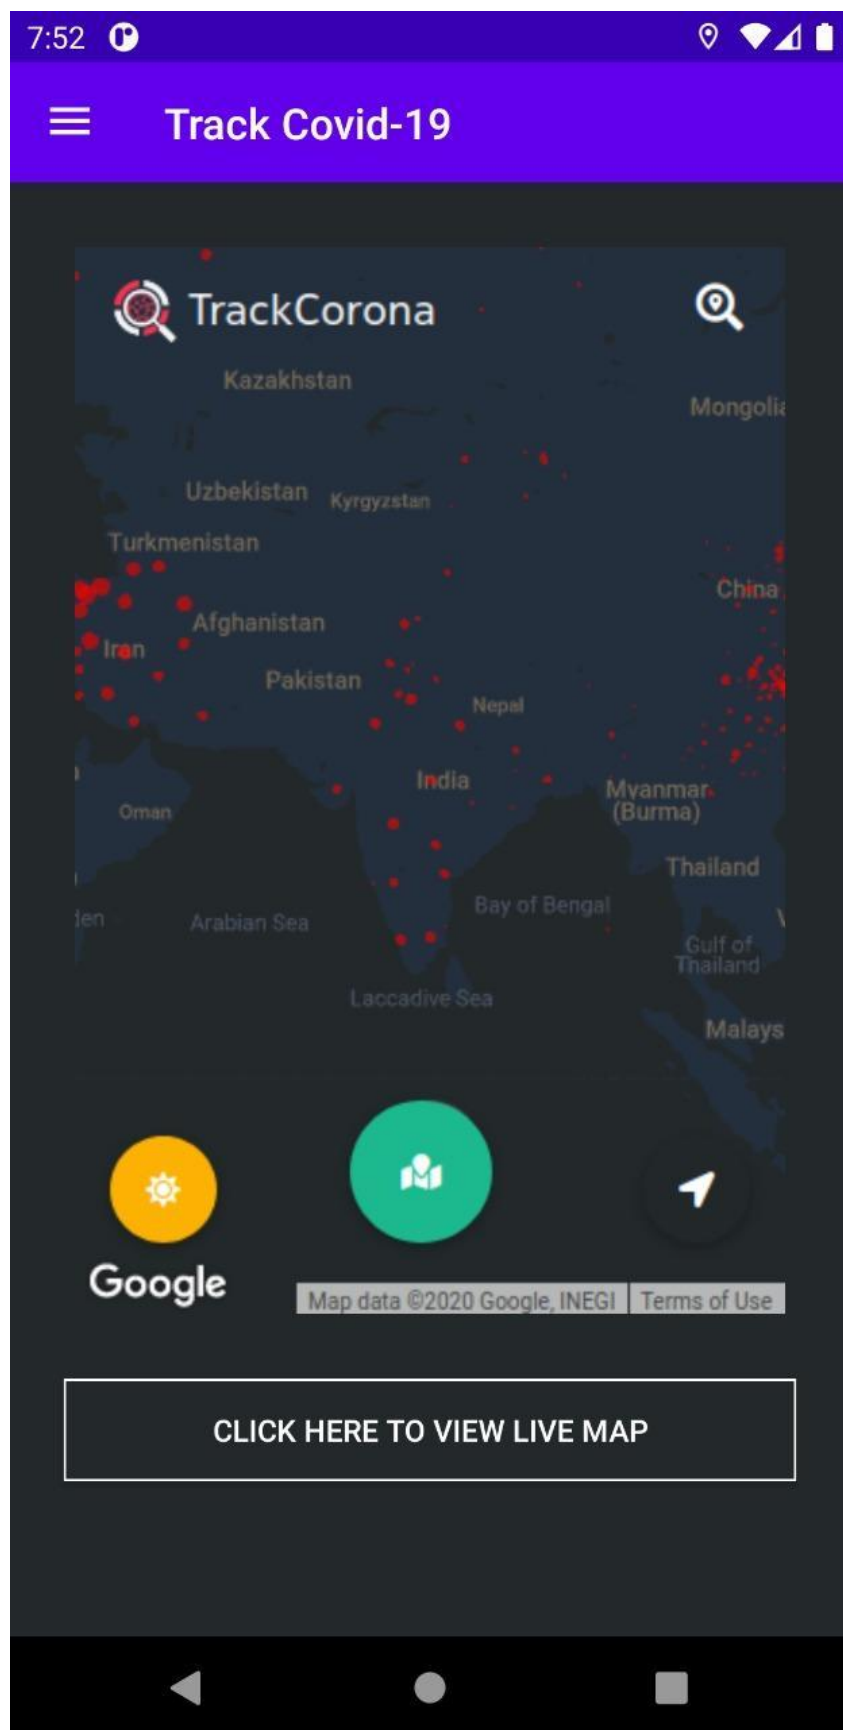 7:52
Track Covid-19
TrackCorona
Kazakhstan
Mongolia
Uzbekistan
Kyrgyzstan
Turkmenistan
China
Afghanistan
Iran
Pakistan
Nepal
India
Myanmar
(Burma)
Oman
Thailand
Bay of Bengal
den
Arabian Sea
Gulf of
Thailand
Laccadive Sea
Malays
Google
Map data ©2020 Google, INEGI
Terms of Use
CLICK HERE TO VIEW LIVE MAP